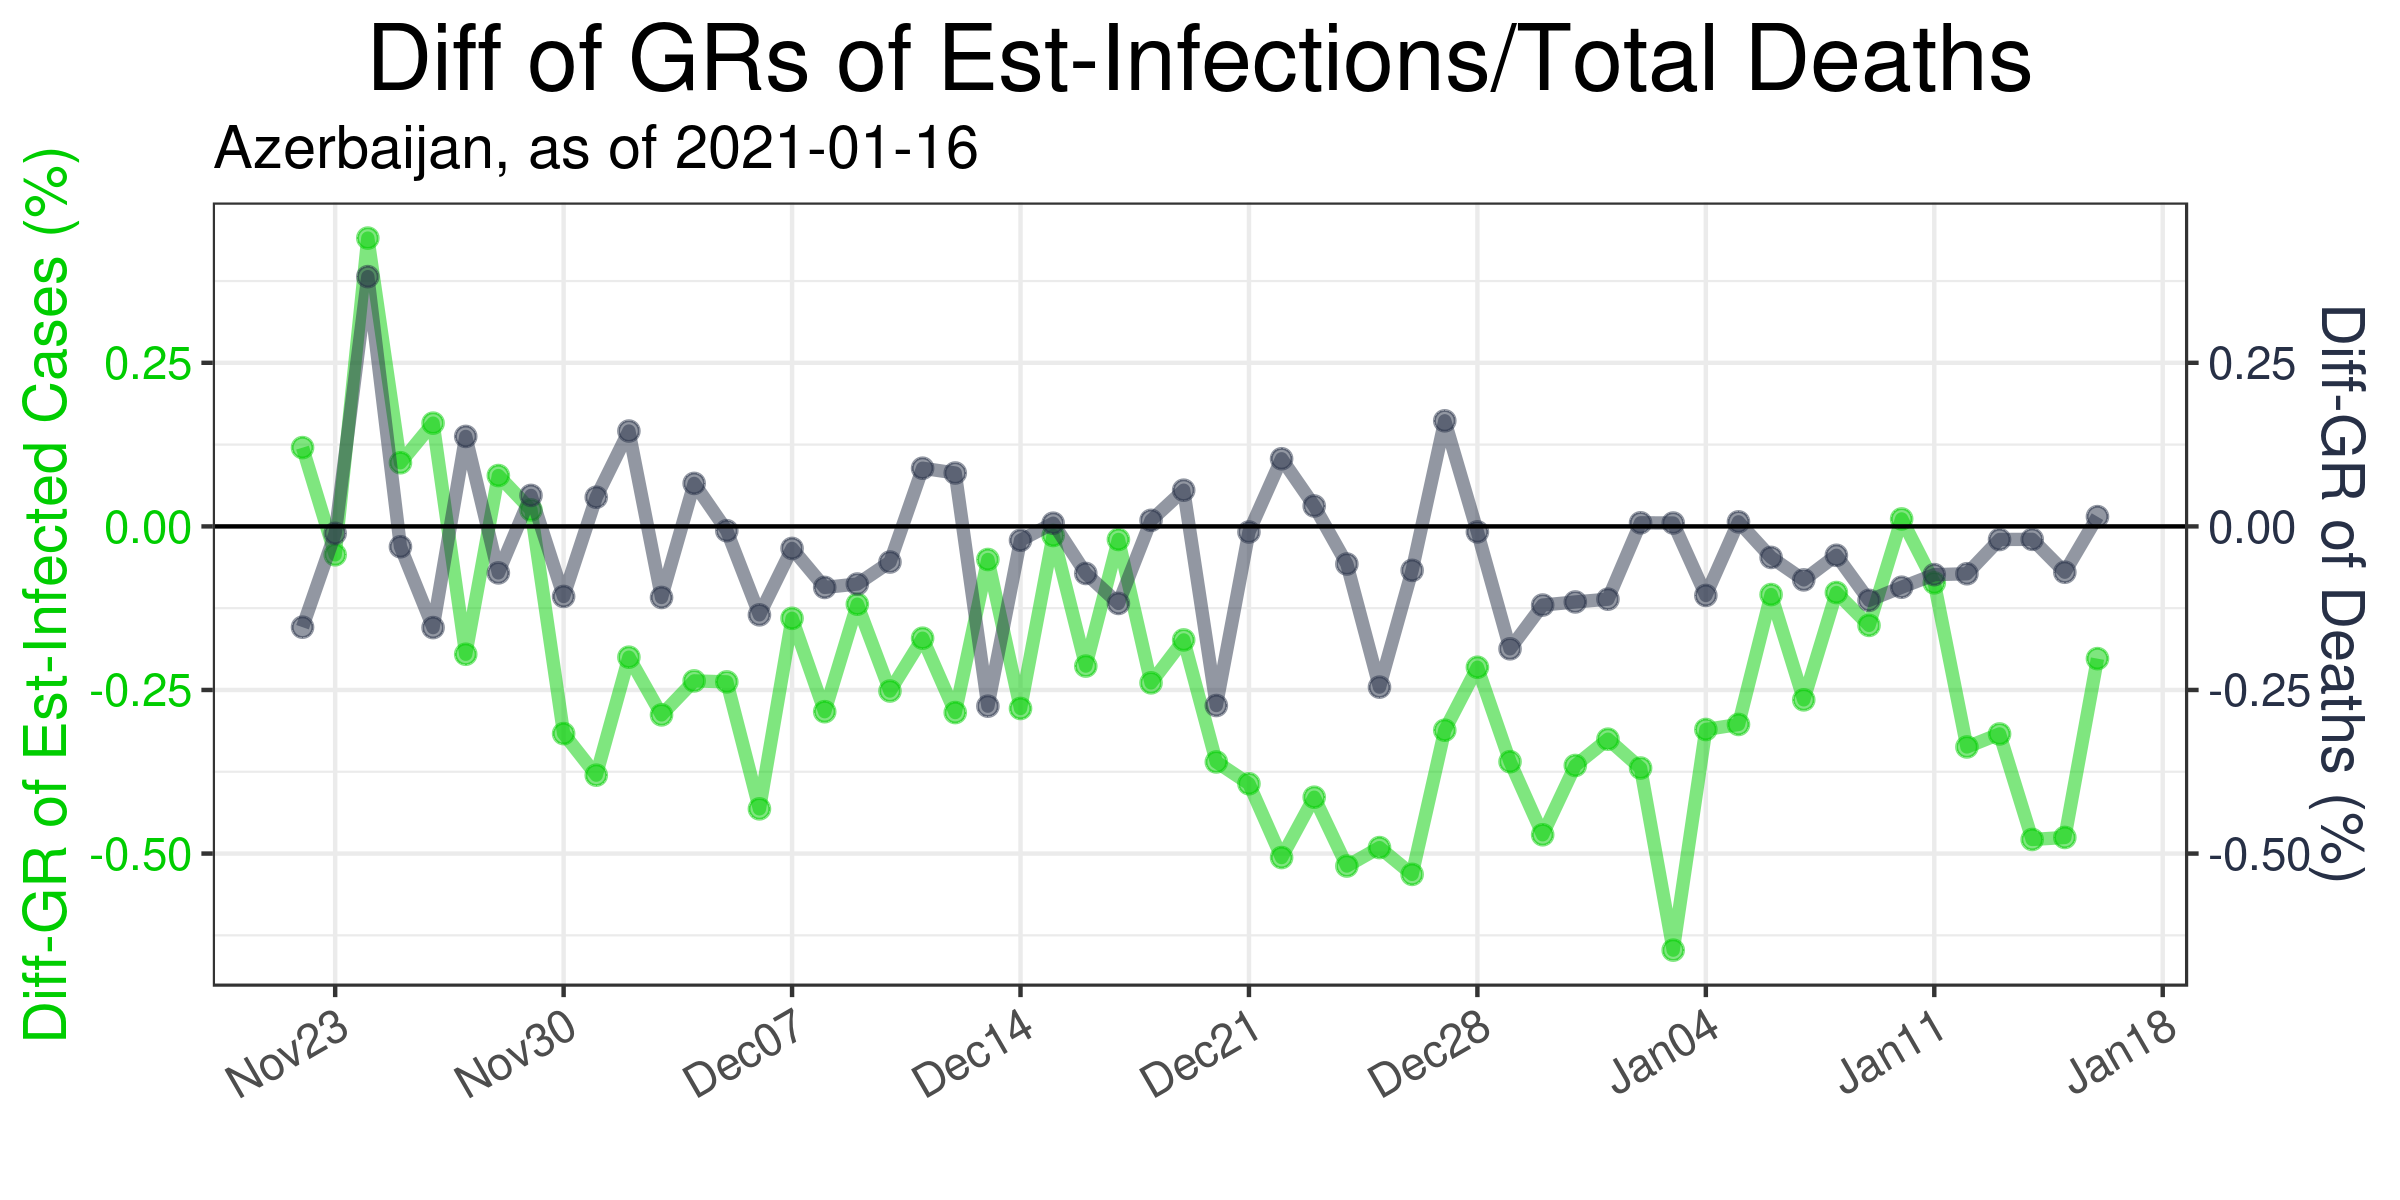 Diff of GRs of Est-Infections/Total Deaths
Azerbaijan, as of 2021-01-16
Diff-GR of Est-Infected Cases (%)
0.25
0.00
-0.25
-0.50
0.25
0.00
-0.25
-0.50
Diff-GR of Deaths (%)
Nov23
Nov30
Dec07
Dec14
Dec21
Dec28
Jan04
Jan11
Jan18